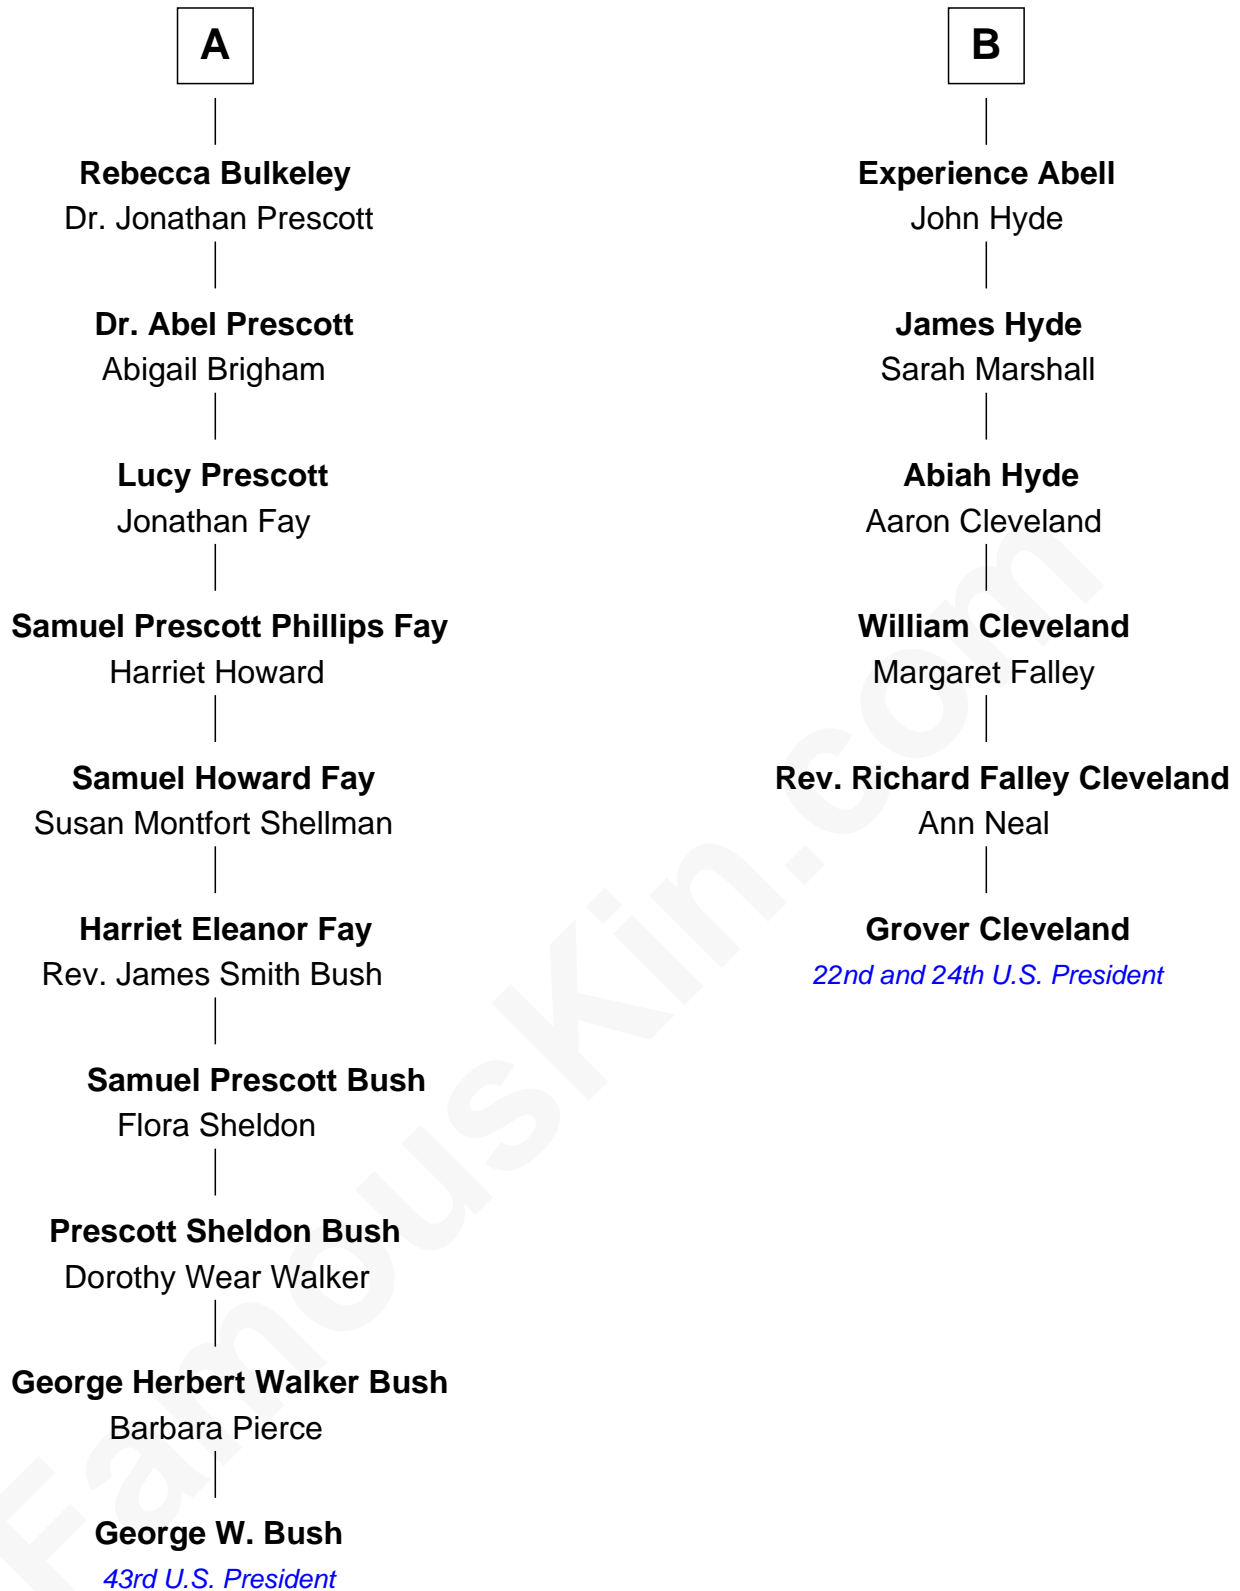 A
Rebecca Bulkeley
Dr. Jonathan Prescott
Dr. Abel Prescott
Abigail Brigham
Lucy Prescott
Jonathan Fay
Samuel Prescott Phillips Fay
Harriet Howard
Samuel Howard Fay
Susan Montfort Shellman
Harriet Eleanor Fay
Rev. James Smith Bush
Samuel Prescott Bush
Flora Sheldon
Prescott Sheldon Bush
Dorothy Wear Walker
George Herbert Walker Bush
Barbara Pierce
George W. Bush
43rd U.S. President
B
Experience Abell
John Hyde
James Hyde
Sarah Marshall
Abiah Hyde
Aaron Cleveland
William Cleveland
Margaret Falley
Rev. Richard Falley Cleveland
Ann Neal
Grover Cleveland
22nd and 24th U.S. President
FamousKin.com